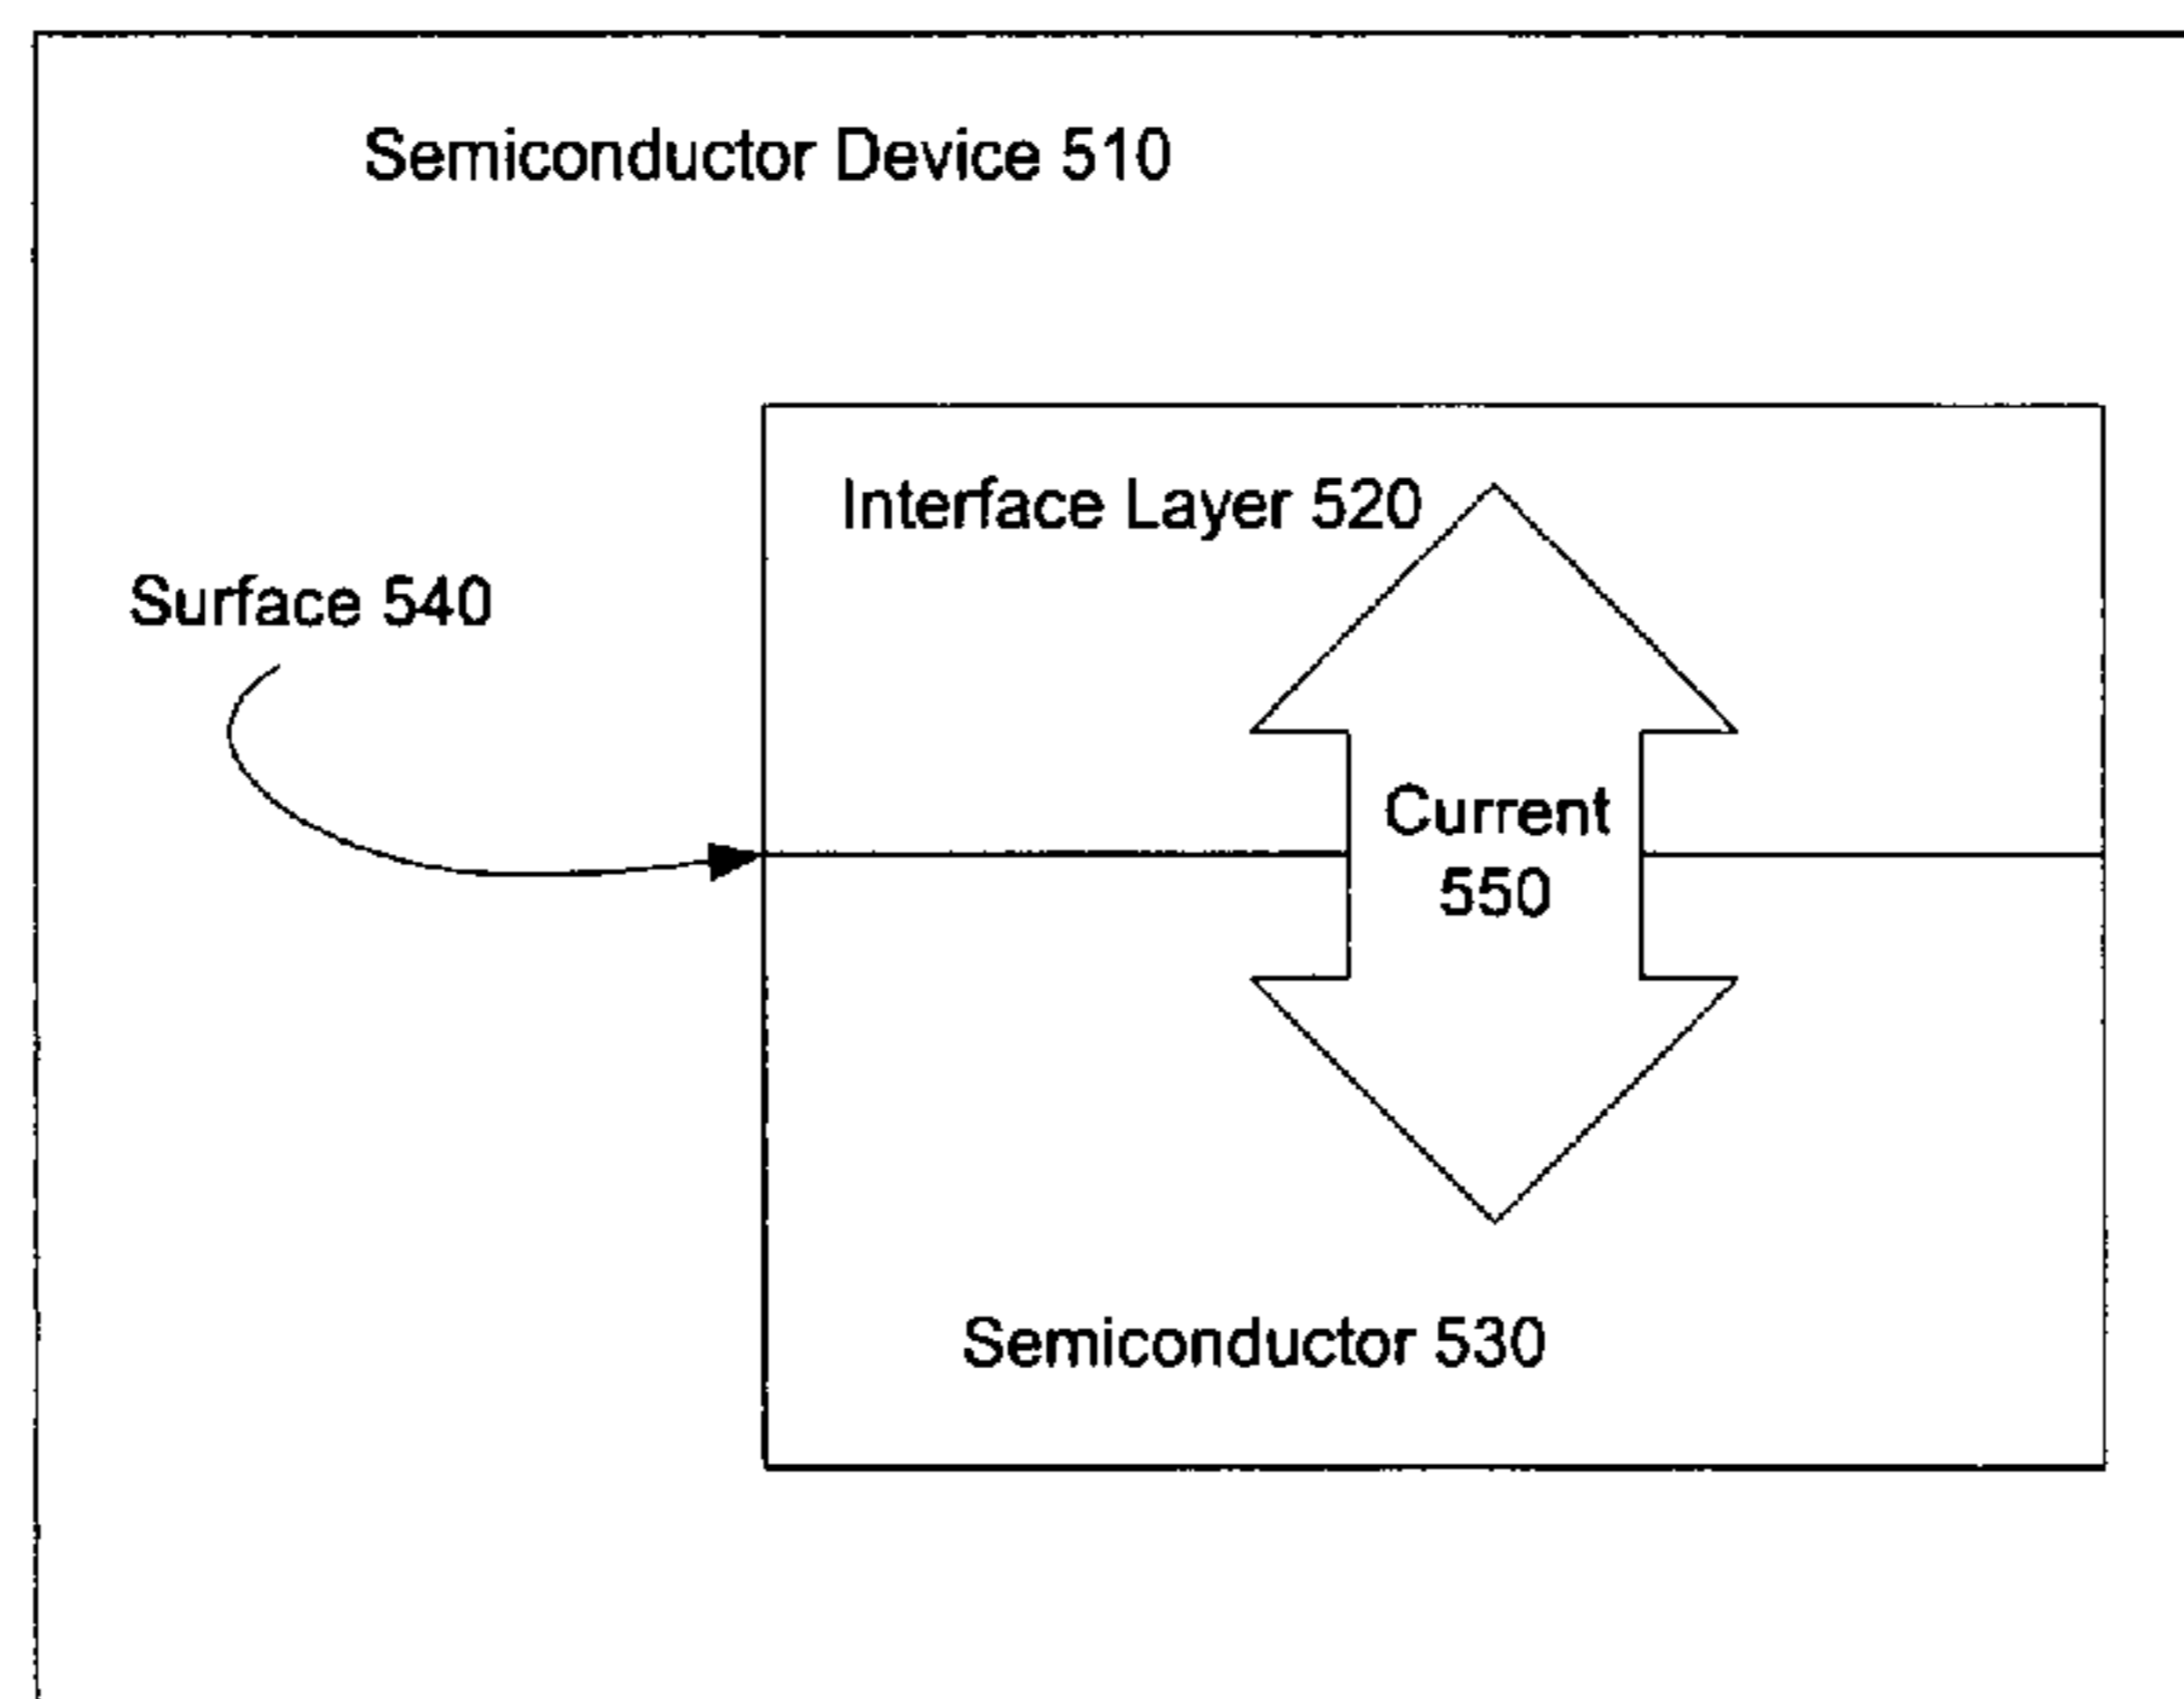 Semiconductor Device 510
Interface Layer 520
Surface 540
Current
550
Semiconductor 530